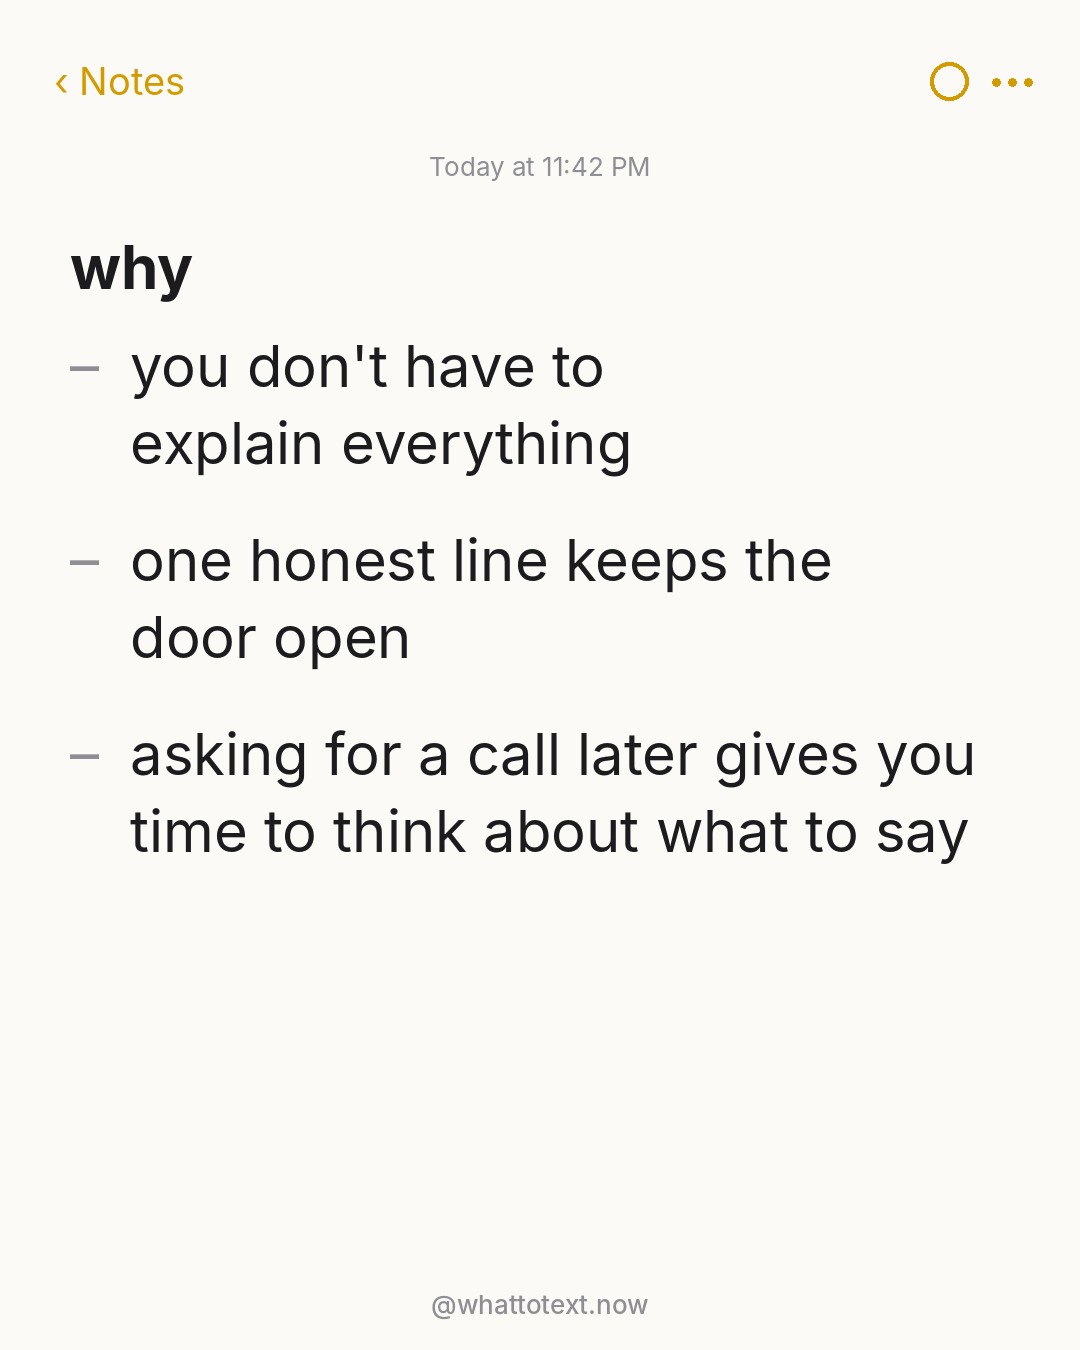 ‹ Notes
Today at 11:42 PM
why
– you don't have to
explain everything
– one honest line keeps the
door open
– asking for a call later gives you
time to think about what to say
@whattotext.now